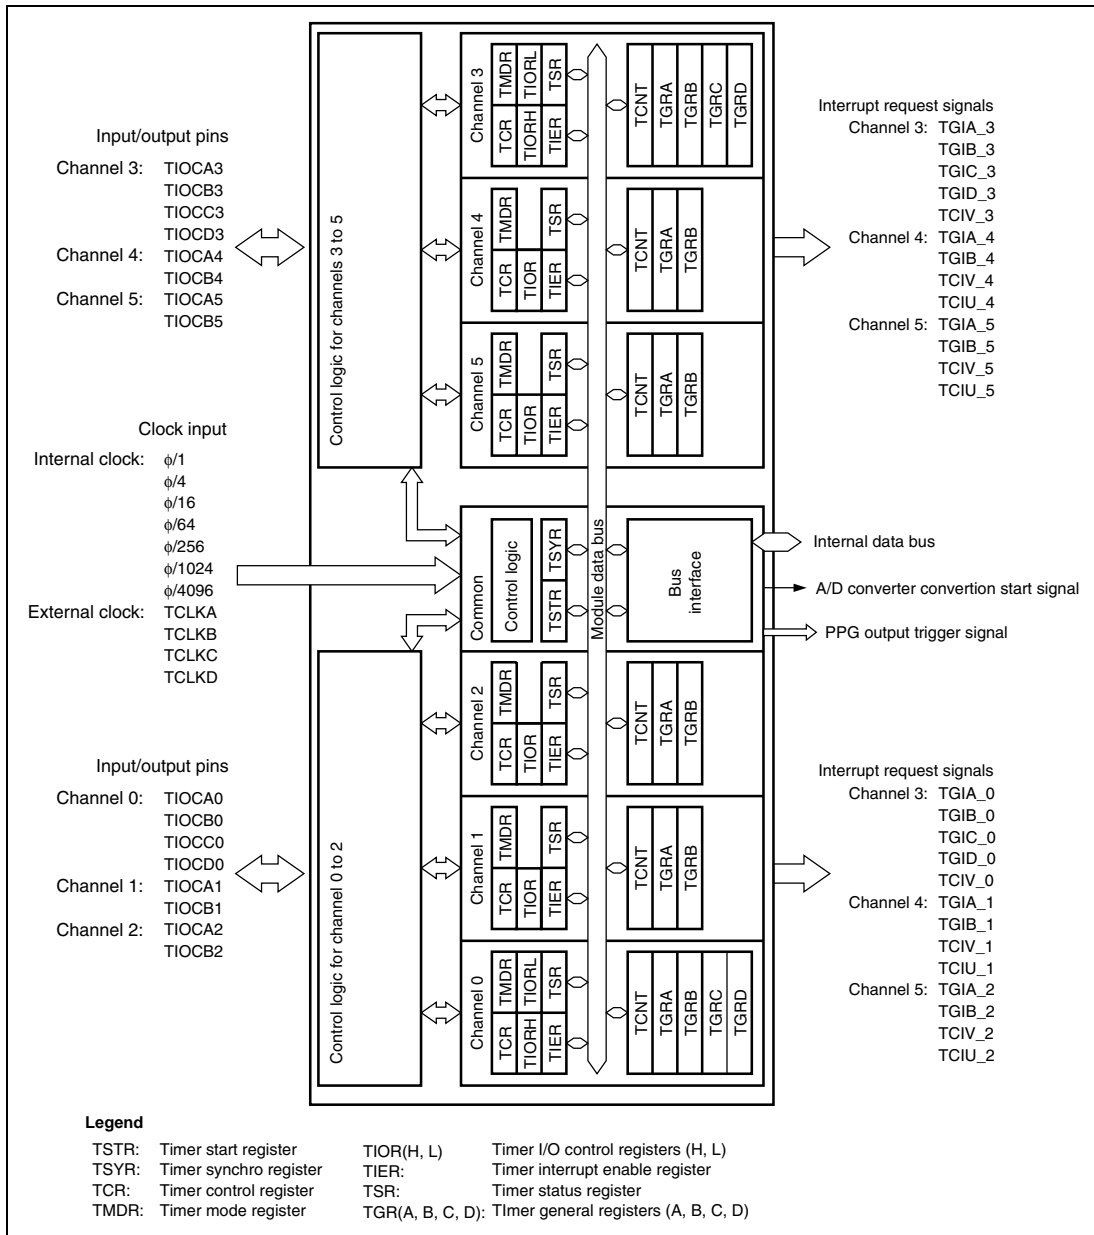 Input/output pins
Channel 3: TIOCA3
TIOCB3
TIOCC3
TIOCD3
Channel 4: TIOCA4
TIOCB4
Channel 5: TIOCA5
TIOCB5
Clock input
Internal clock: ϕ/1
ϕ/4
ϕ/16
ϕ/64
ϕ/256
ϕ/1024
ϕ/4096
External clock: TCLKA
TCLKB
TCLKC
TCLKD
Input/output pins
Channel 0: TIOCA0
TIOCB0
TIOCC0
TIOCD0
Channel 1: TIOCA1
TIOCB1
Channel 2: TIOCA2
TIOCB2
Control logic for channels 3 to 5
Control logic for channel 0 to 2
Channel 3
TCR TMDR
TIORH TIORL
TIER TSR
TCNT
TGRA
TGRB
TGRC
TGRD
Channel 4
TCR TMDR
TIOR
TIER TSR
TCNT
TGRA
TGRB
Channel 5
TCR TMDR
TIOR
TIER TSR
TCNT
TGRA
TGRB
Common
Control logic
TSTR TSYR
Module data bus
Bus
interface
Channel 2
TCR TMDR
TIOR
TIER TSR
TCNT
TGRA
TGRB
Channel 1
TCR TMDR
TIOR
TIER TSR
TCNT
TGRA
TGRB
Channel 0
TCR TMDR
TIORH TIORL
TIER TSR
TCNT
TGRA
TGRB
TGRC
TGRD
Interrupt request signals
Channel 3: TGIA_3
TGIB_3
TGIC_3
TGID_3
TCIV_3
Channel 4: TGIA_4
TGIB_4
TCIV_4
TCIU_4
Channel 5: TGIA_5
TGIB_5
TCIV_5
TCIU_5
Internal data bus
A/D converter convertion start signal
PPG output trigger signal
Interrupt request signals
Channel 3: TGIA_0
TGIB_0
TGIC_0
TGID_0
TCIV_0
Channel 4: TGIA_1
TGIB_1
TCIV_1
TCIU_1
Channel 5: TGIA_2
TGIB_2
TCIV_2
TCIU_2
Legend
TSTR: Timer start register
TSYR: Timer synchro register
TCR: Timer control register
TMDR: Timer mode register
TIOR(H, L) Timer I/O control registers (H, L)
TIER: Timer interrupt enable register
TSR: Timer status register
TGR(A, B, C, D): TImer general registers (A, B, C, D)